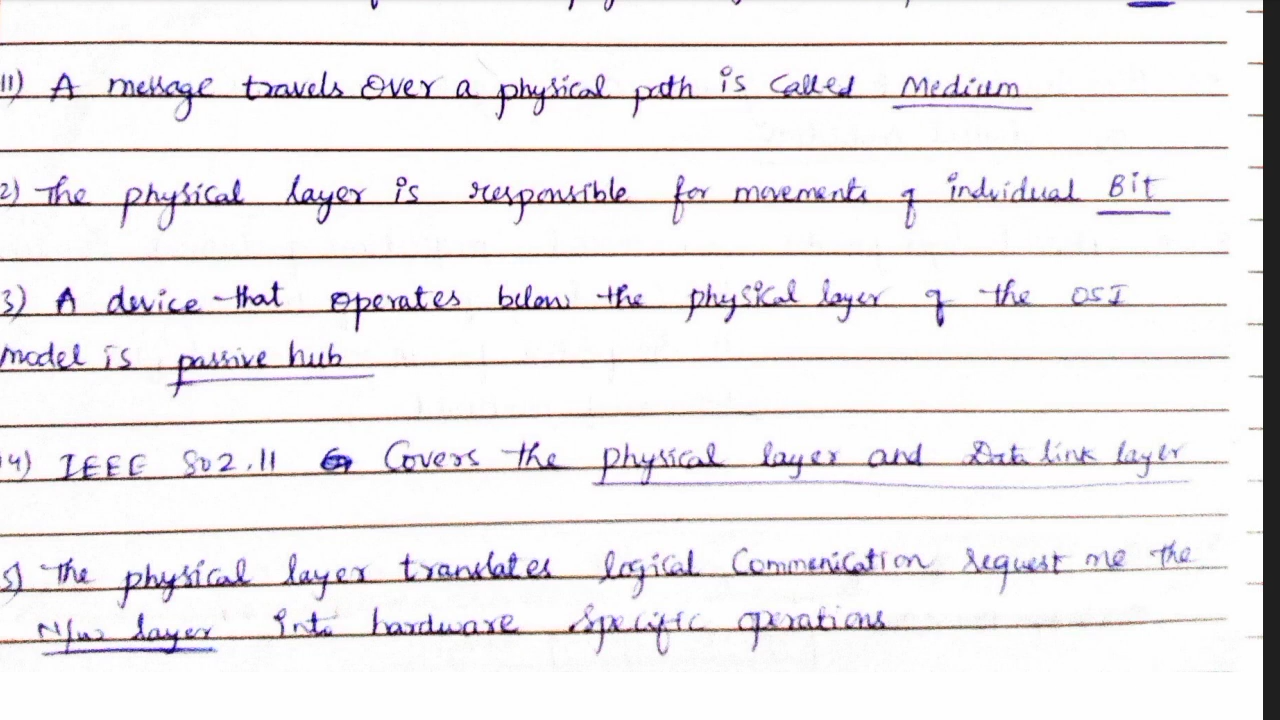 11) A message travels over a physical path is called Medium
2) The physical layer is responsible for movements of individual Bit
3) A device that operates below the physical layer of the OSI
model is passive hub
14) IEEE 802.11 Covers the physical layer and Data link layer
5) The physical layer translates logical Communication request the
N/w layer into hardware specific operations